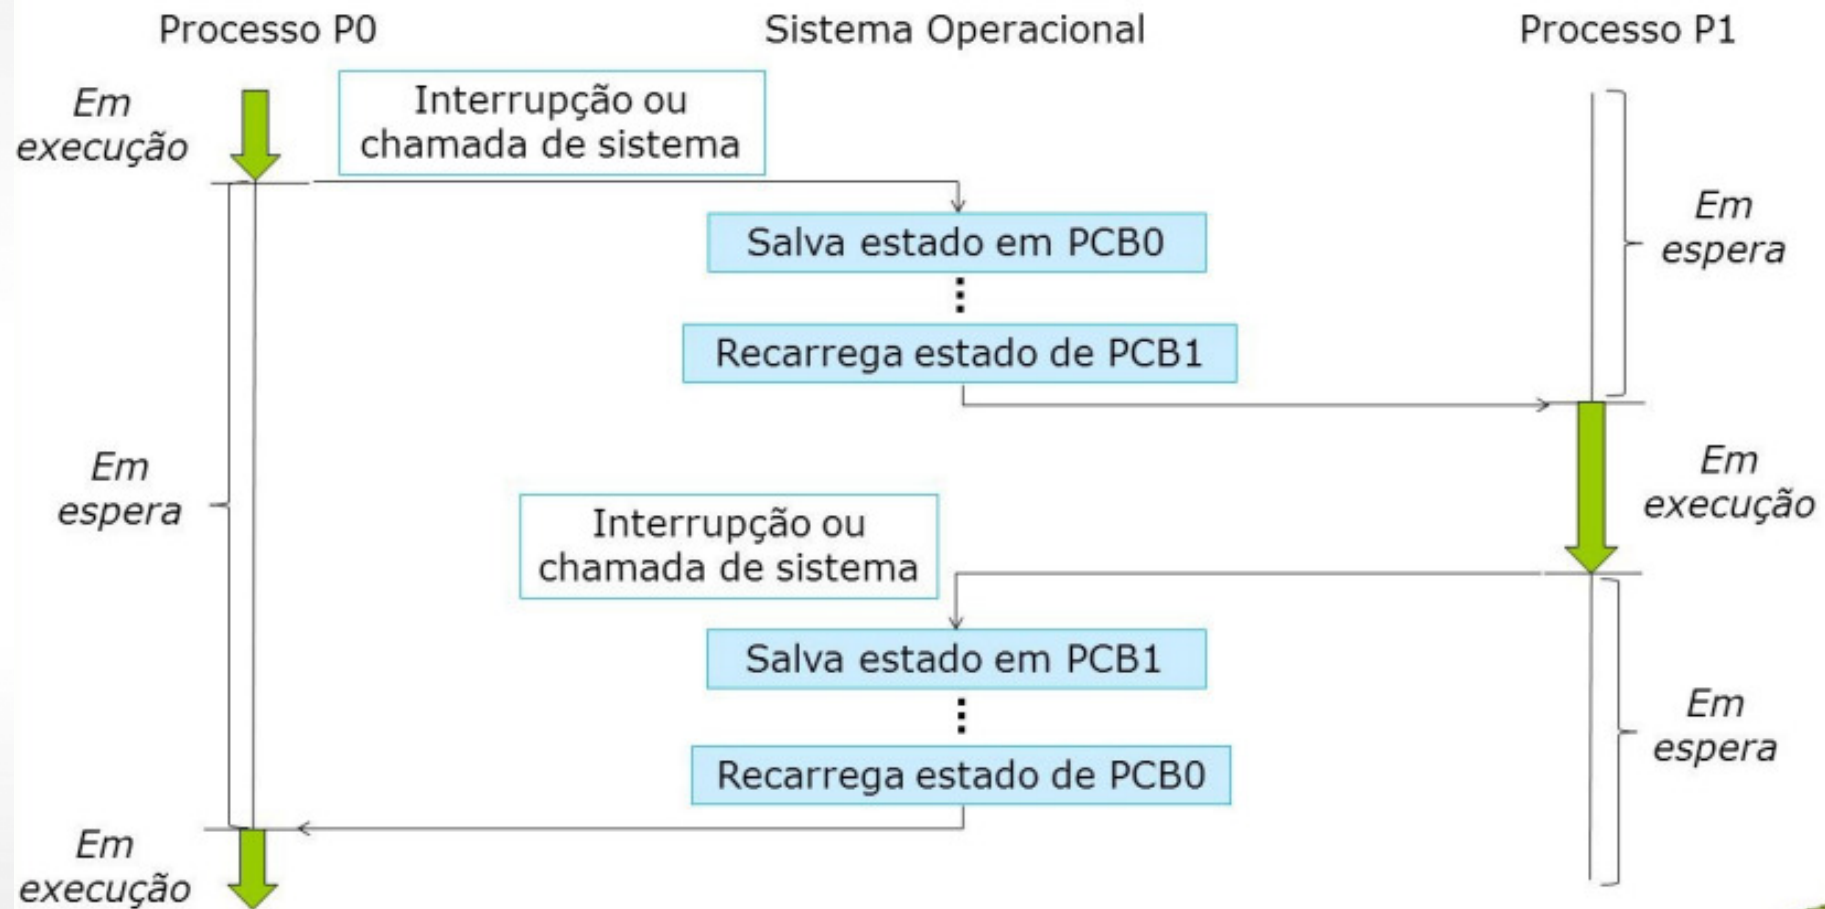 Processo P0
Sistema Operacional
Processo P1
Em
execução
Interrupção ou
chamada de sistema
Salva estado em PCB0
Em
espera
Recarrega estado de PCB1
Em
espera
Em
execução
Interrupção ou
chamada de sistema
Salva estado em PCB1
Em
espera
Recarrega estado de PCB0
Em
execução